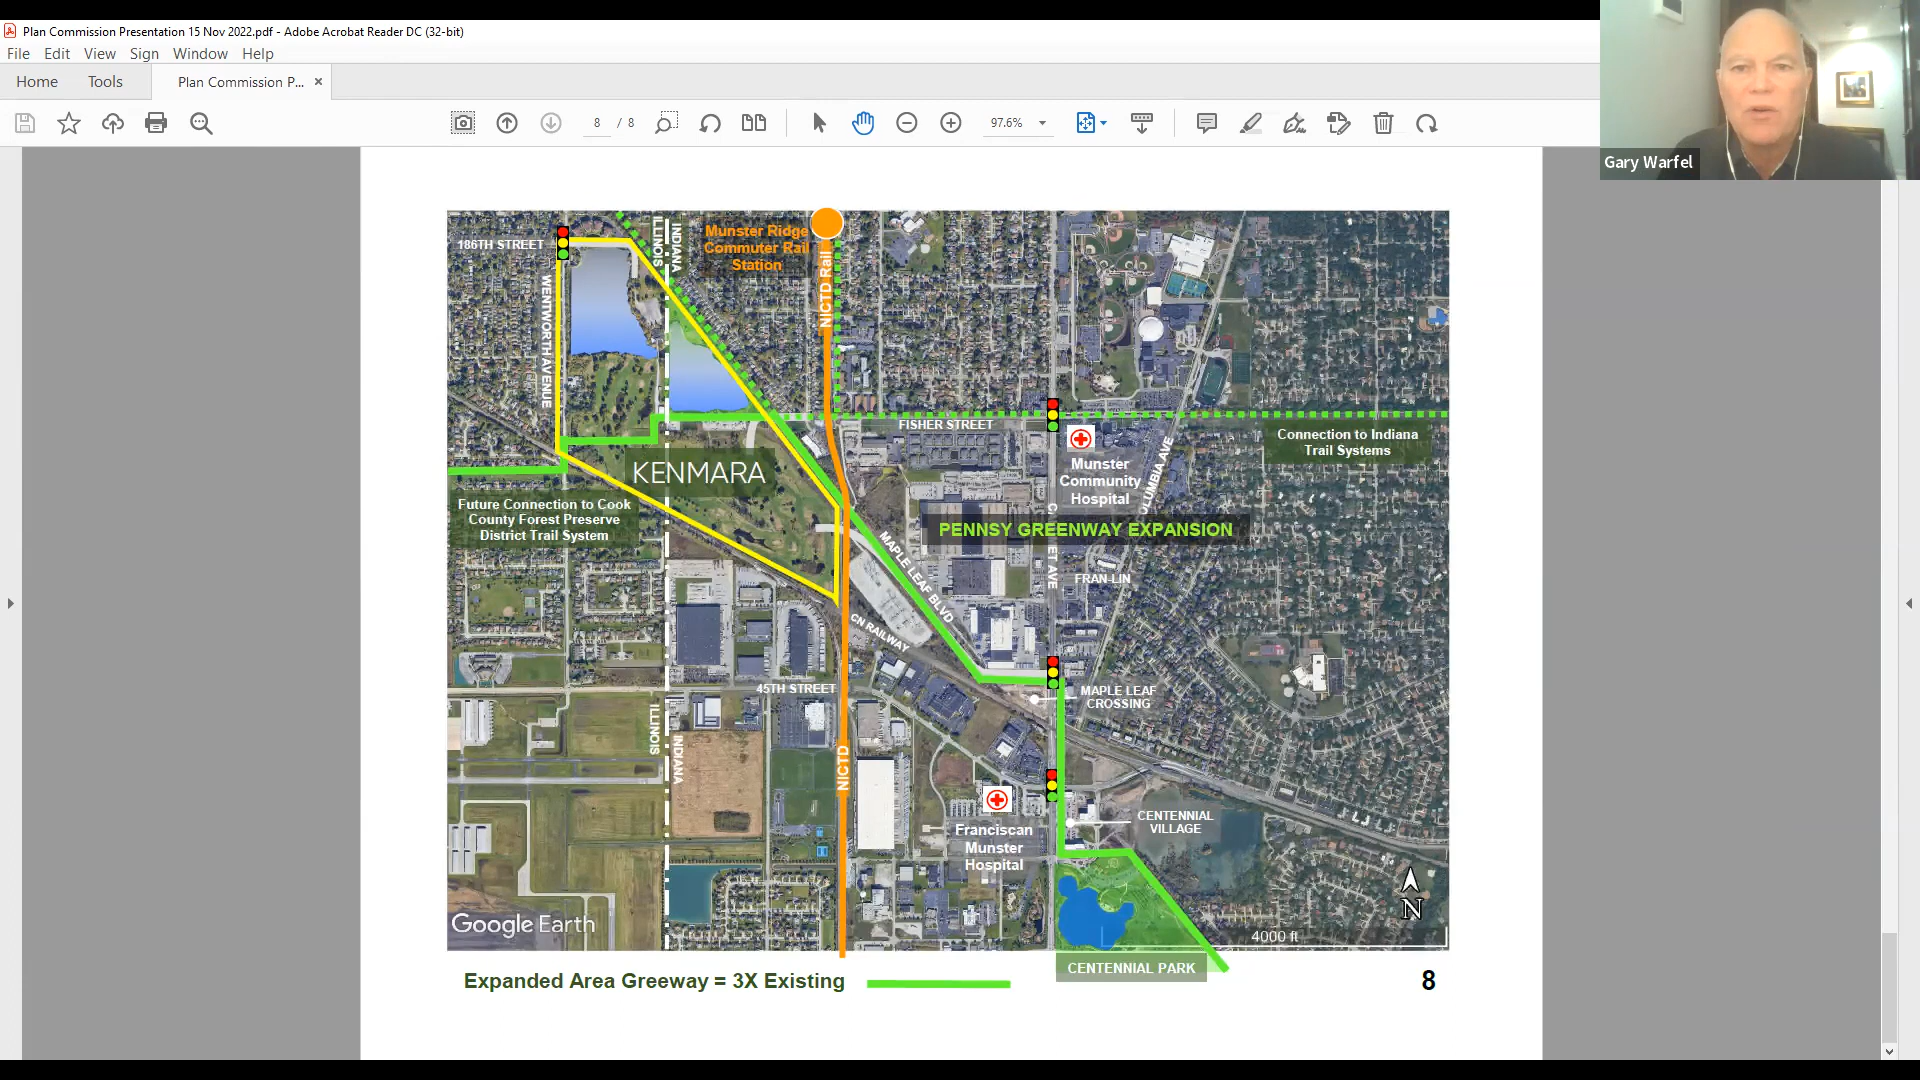 Plan Commission Presentation 15 Nov 2022.pdf - Adobe Acrobat Reader DC (32-bit)
File Edit View Sign Window Help
Home Tools Plan Commission P... ×
8 / 8 97.6%
Gary Warfel
186TH STREET
WENTWORTH AVENUE
ILLINOIS
INDIANA
Munster Ridge
Commuter Rail
Station
NICTD Rail
FISHER STREET
Connection to Indiana
Trail Systems
KENMARA
Munster
Community
Hospital
Future Connection to Cook
County Forest Preserve
District Trail System
PENNSY GREENWAY EXPANSION
MAPLE LEAF BLVD
FRAN-LIN
CN RAILWAY
45TH STREET
MAPLE LEAF
CROSSING
ILLINOIS
INDIANA
NICTD
CENTENNIAL
VILLAGE
Franciscan
Munster
Hospital
N
Google Earth
4000 ft
CENTENNIAL PARK
Expanded Area Greeway = 3X Existing
8